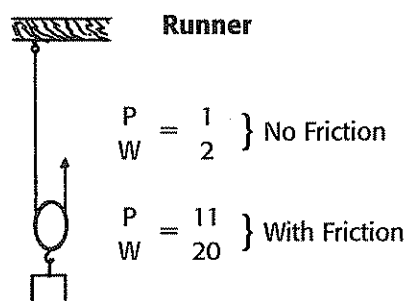 Runner
P = 1 } No Friction
W 2
P = 11 } With Friction
W 20